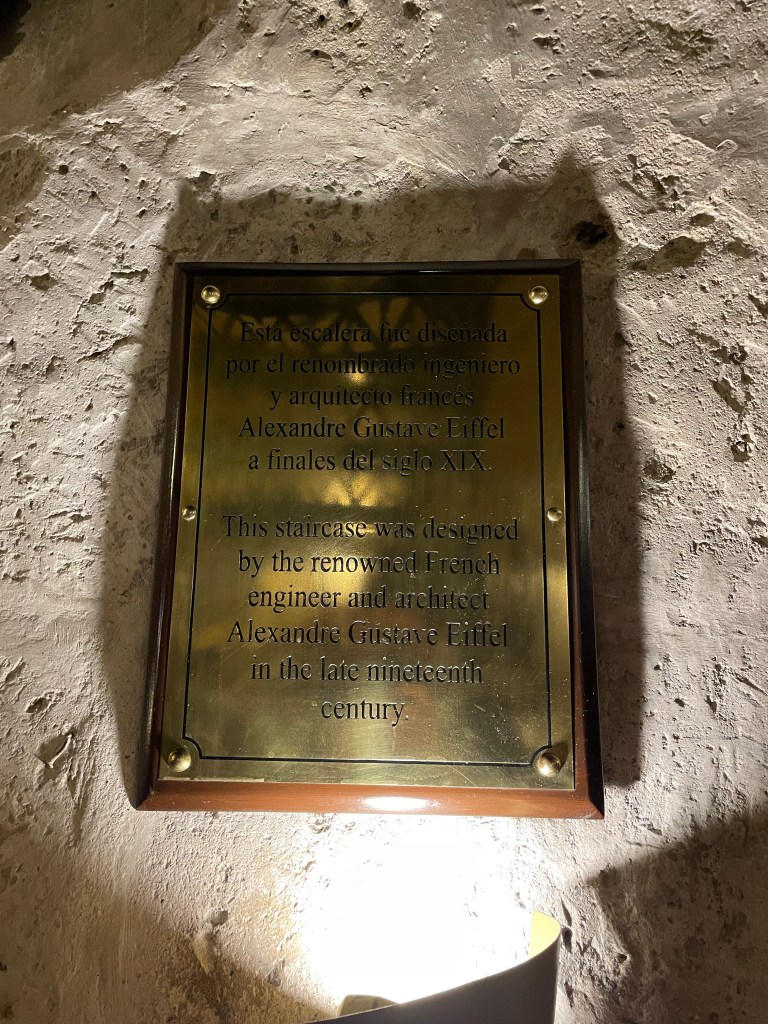 Esta escalera fue diseñada
por el renombrado ingeniero
y arquitecto francés
Alexandre Gustave Eiffel
a finales del siglo XIX.
This staircase was designed
by the renowned French
engineer and architect
Alexandre Gustave Eiffel
in the late nineteenth
century.